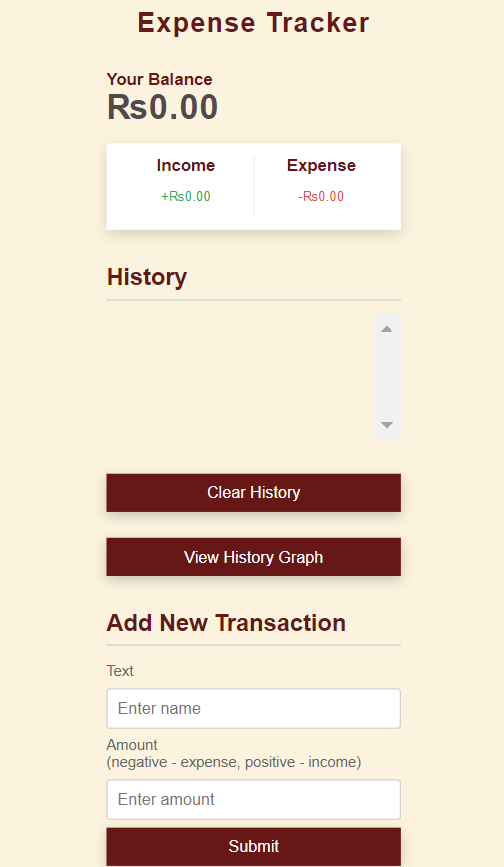 Expense Tracker
Your Balance
Rs0.00
Income
Expense
+Rs0.00
-Rs0.00
History
Clear History
View History Graph
Add New Transaction
Text
Enter name
Amount
(negative - expense, positive - income)
Enter amount
Submit